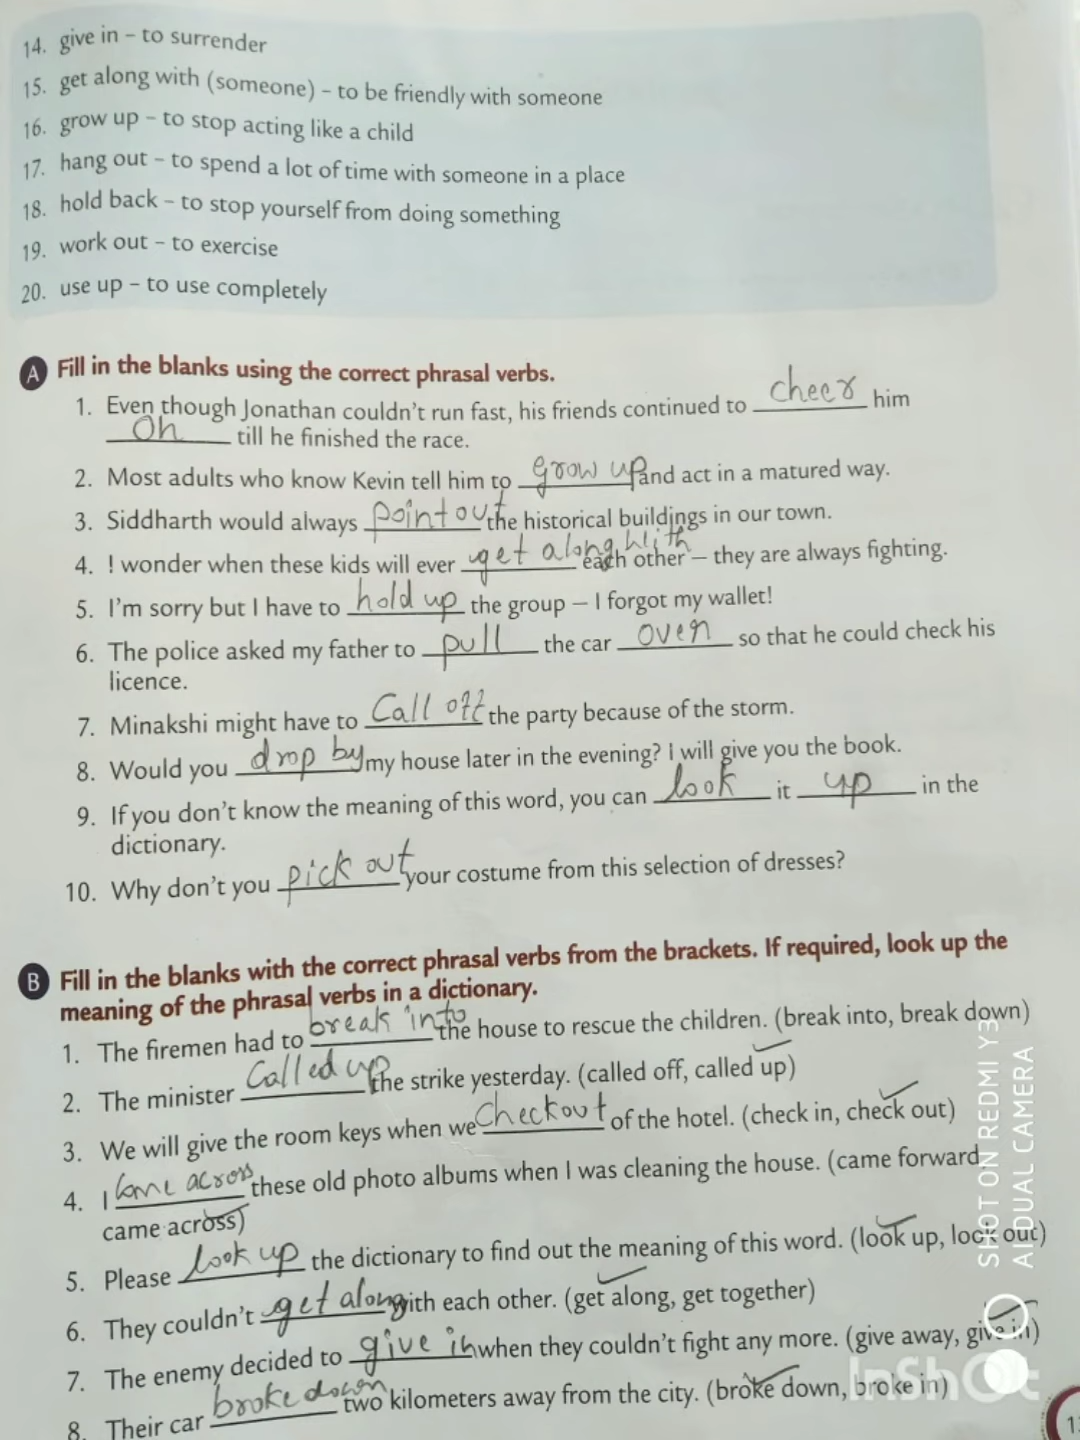 14. give in – to surrender
15. get along with (someone) – to be friendly with someone
16. grow up – to stop acting like a child
17. hang out – to spend a lot of time with someone in a place
18. hold back – to stop yourself from doing something
19. work out – to exercise
20. use up – to use completely
A Fill in the blanks using the correct phrasal verbs.
1. Even though Jonathan couldn't run fast, his friends continued to cheer him
on till he finished the race.
2. Most adults who know Kevin tell him to grow up and act in a matured way.
3. Siddharth would always point out the historical buildings in our town.
4. I wonder when these kids will ever get along with each other – they are always fighting.
5. I'm sorry but I have to hold up the group – I forgot my wallet!
6. The police asked my father to pull the car over so that he could check his
licence.
7. Minakshi might have to Call off the party because of the storm.
8. Would you drop by my house later in the evening? I will give you the book.
9. If you don't know the meaning of this word, you can look it up in the
dictionary.
10. Why don't you pick out your costume from this selection of dresses?
B Fill in the blanks with the correct phrasal verbs from the brackets. If required, look up the
meaning of the phrasal verbs in a dictionary.
1. The firemen had to break into the house to rescue the children. (break into, break down)
2. The minister Called up the strike yesterday. (called off, called up)
3. We will give the room keys when we Checkout of the hotel. (check in, check out)
4. I came across these old photo albums when I was cleaning the house. (came forward,
came across)
5. Please look up the dictionary to find out the meaning of this word. (look up, look out)
6. They couldn't get along with each other. (get along, get together)
7. The enemy decided to give in when they couldn't fight any more. (give away, give in)
8. Their car broke down two kilometers away from the city. (broke down, broke in)
SHOT ON REDMI Y3
AI DUAL CAMERA
InShOt